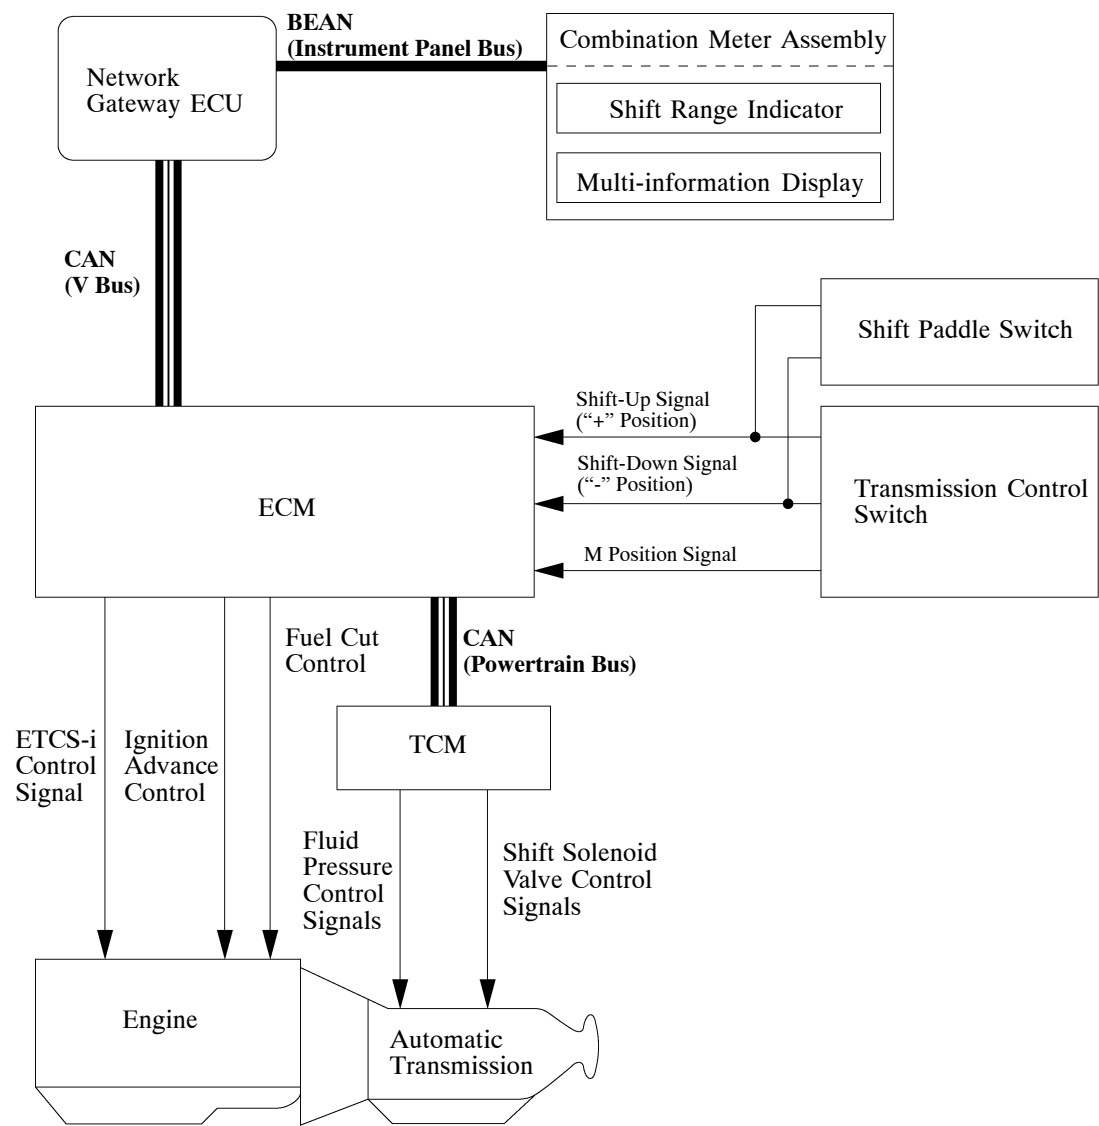 BEAN
(Instrument Panel Bus)
Network
Gateway ECU
Combination Meter Assembly
Shift Range Indicator
Multi-information Display
CAN
(V Bus)
Shift Paddle Switch
Shift-Up Signal
(“+” Position)
Shift-Down Signal
(“-” Position)
M Position Signal
Transmission Control
Switch
ECM
Fuel Cut
Control
CAN
(Powertrain Bus)
ETCS-i
Control
Signal
Ignition
Advance
Control
TCM
Fluid
Pressure
Control
Signals
Shift Solenoid
Valve Control
Signals
Engine
Automatic
Transmission